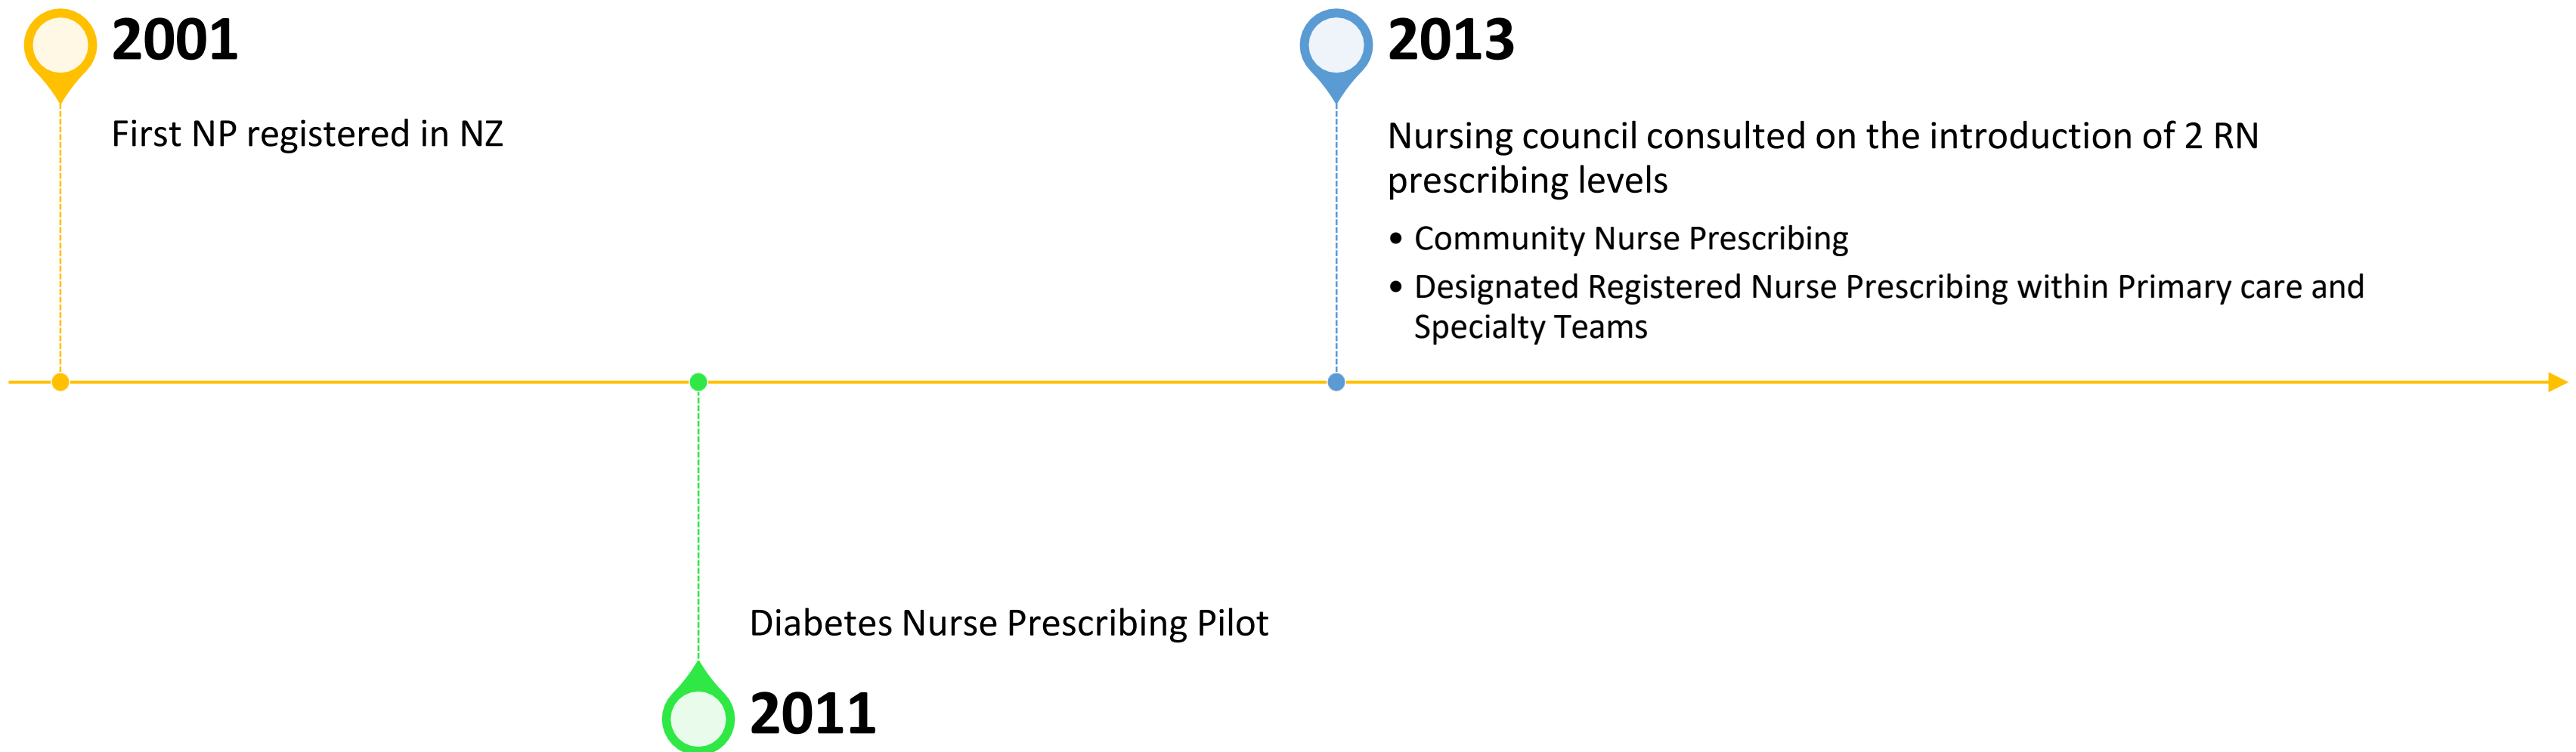 2001
First NP registered in NZ
Diabetes Nurse Prescribing Pilot
2011
2013
Nursing council consulted on the introduction of 2 RN
prescribing levels
• Community Nurse Prescribing
• Designated Registered Nurse Prescribing within Primary care and
Specialty Teams